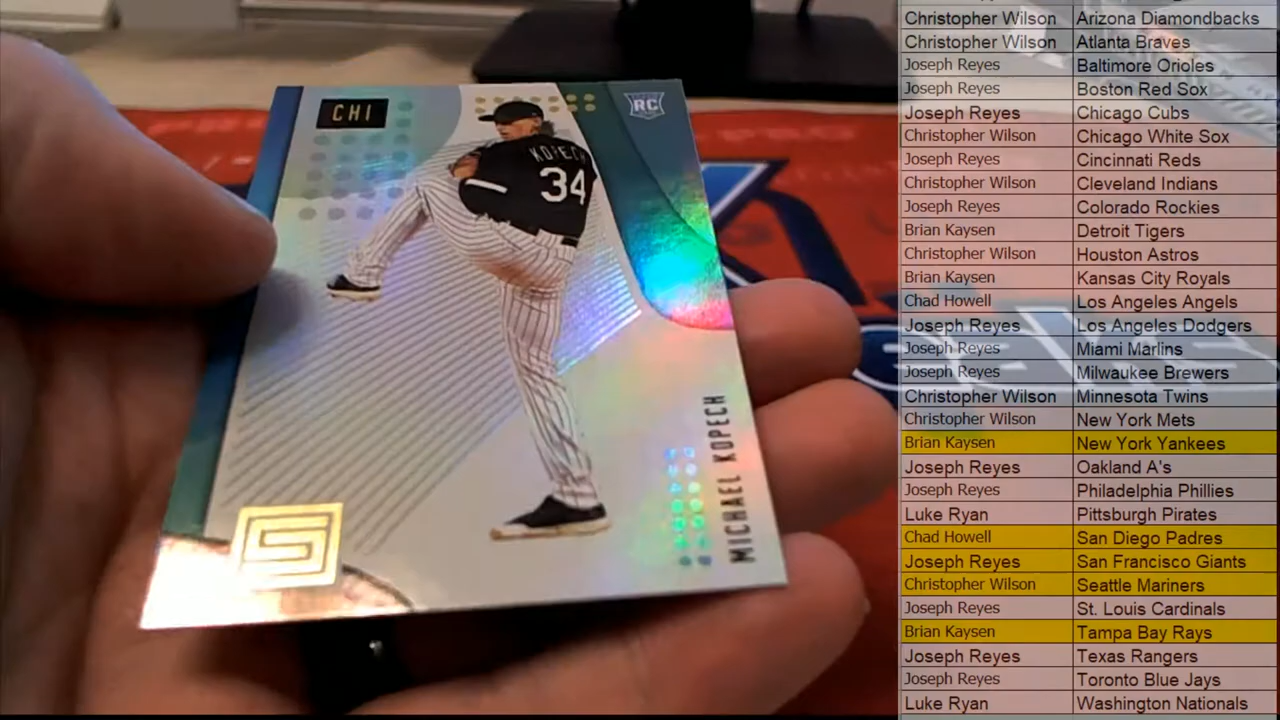 CHI
RC
KOPECH
34
MICHAEL KOPECH
Christopher Wilson Arizona Diamondbacks
Christopher Wilson Atlanta Braves
Joseph Reyes Baltimore Orioles
Joseph Reyes Boston Red Sox
Joseph Reyes Chicago Cubs
Christopher Wilson Chicago White Sox
Joseph Reyes Cincinnati Reds
Christopher Wilson Cleveland Indians
Joseph Reyes Colorado Rockies
Brian Kaysen Detroit Tigers
Christopher Wilson Houston Astros
Brian Kaysen Kansas City Royals
Chad Howell Los Angeles Angels
Joseph Reyes Los Angeles Dodgers
Joseph Reyes Miami Marlins
Joseph Reyes Milwaukee Brewers
Christopher Wilson Minnesota Twins
Christopher Wilson New York Mets
Brian Kaysen New York Yankees
Joseph Reyes Oakland A's
Joseph Reyes Philadelphia Phillies
Luke Ryan Pittsburgh Pirates
Chad Howell San Diego Padres
Joseph Reyes San Francisco Giants
Christopher Wilson Seattle Mariners
Joseph Reyes St. Louis Cardinals
Brian Kaysen Tampa Bay Rays
Joseph Reyes Texas Rangers
Joseph Reyes Toronto Blue Jays
Luke Ryan Washington Nationals